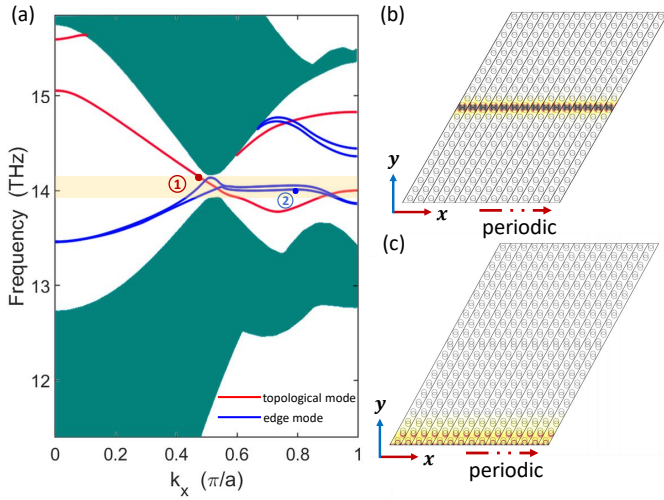 (a)
15
14
13
12
Frequency (THz)
①
②
topological mode
edge mode
0
0.2
0.4
0.6
0.8
1
k_x (π/a)
(b)
y
x
periodic
(c)
y
x
periodic